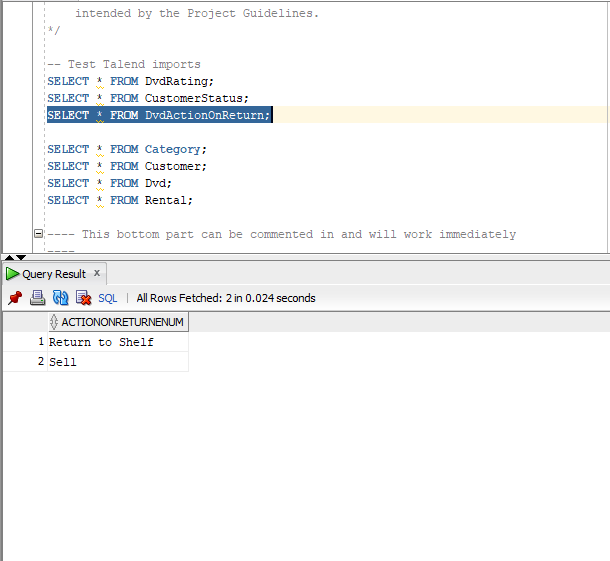 intended by the Project Guidelines.
*/
-- Test Talend imports
SELECT * FROM DvdRating;
SELECT * FROM CustomerStatus;
SELECT * FROM DvdActionOnReturn;
SELECT * FROM Category;
SELECT * FROM Customer;
SELECT * FROM Dvd;
SELECT * FROM Rental;
---- This bottom part can be commented in and will work immediately
----
Query Result x
SQL | All Rows Fetched: 2 in 0.024 seconds
ACTIONONRETURNENUM
1 Return to Shelf
2 Sell